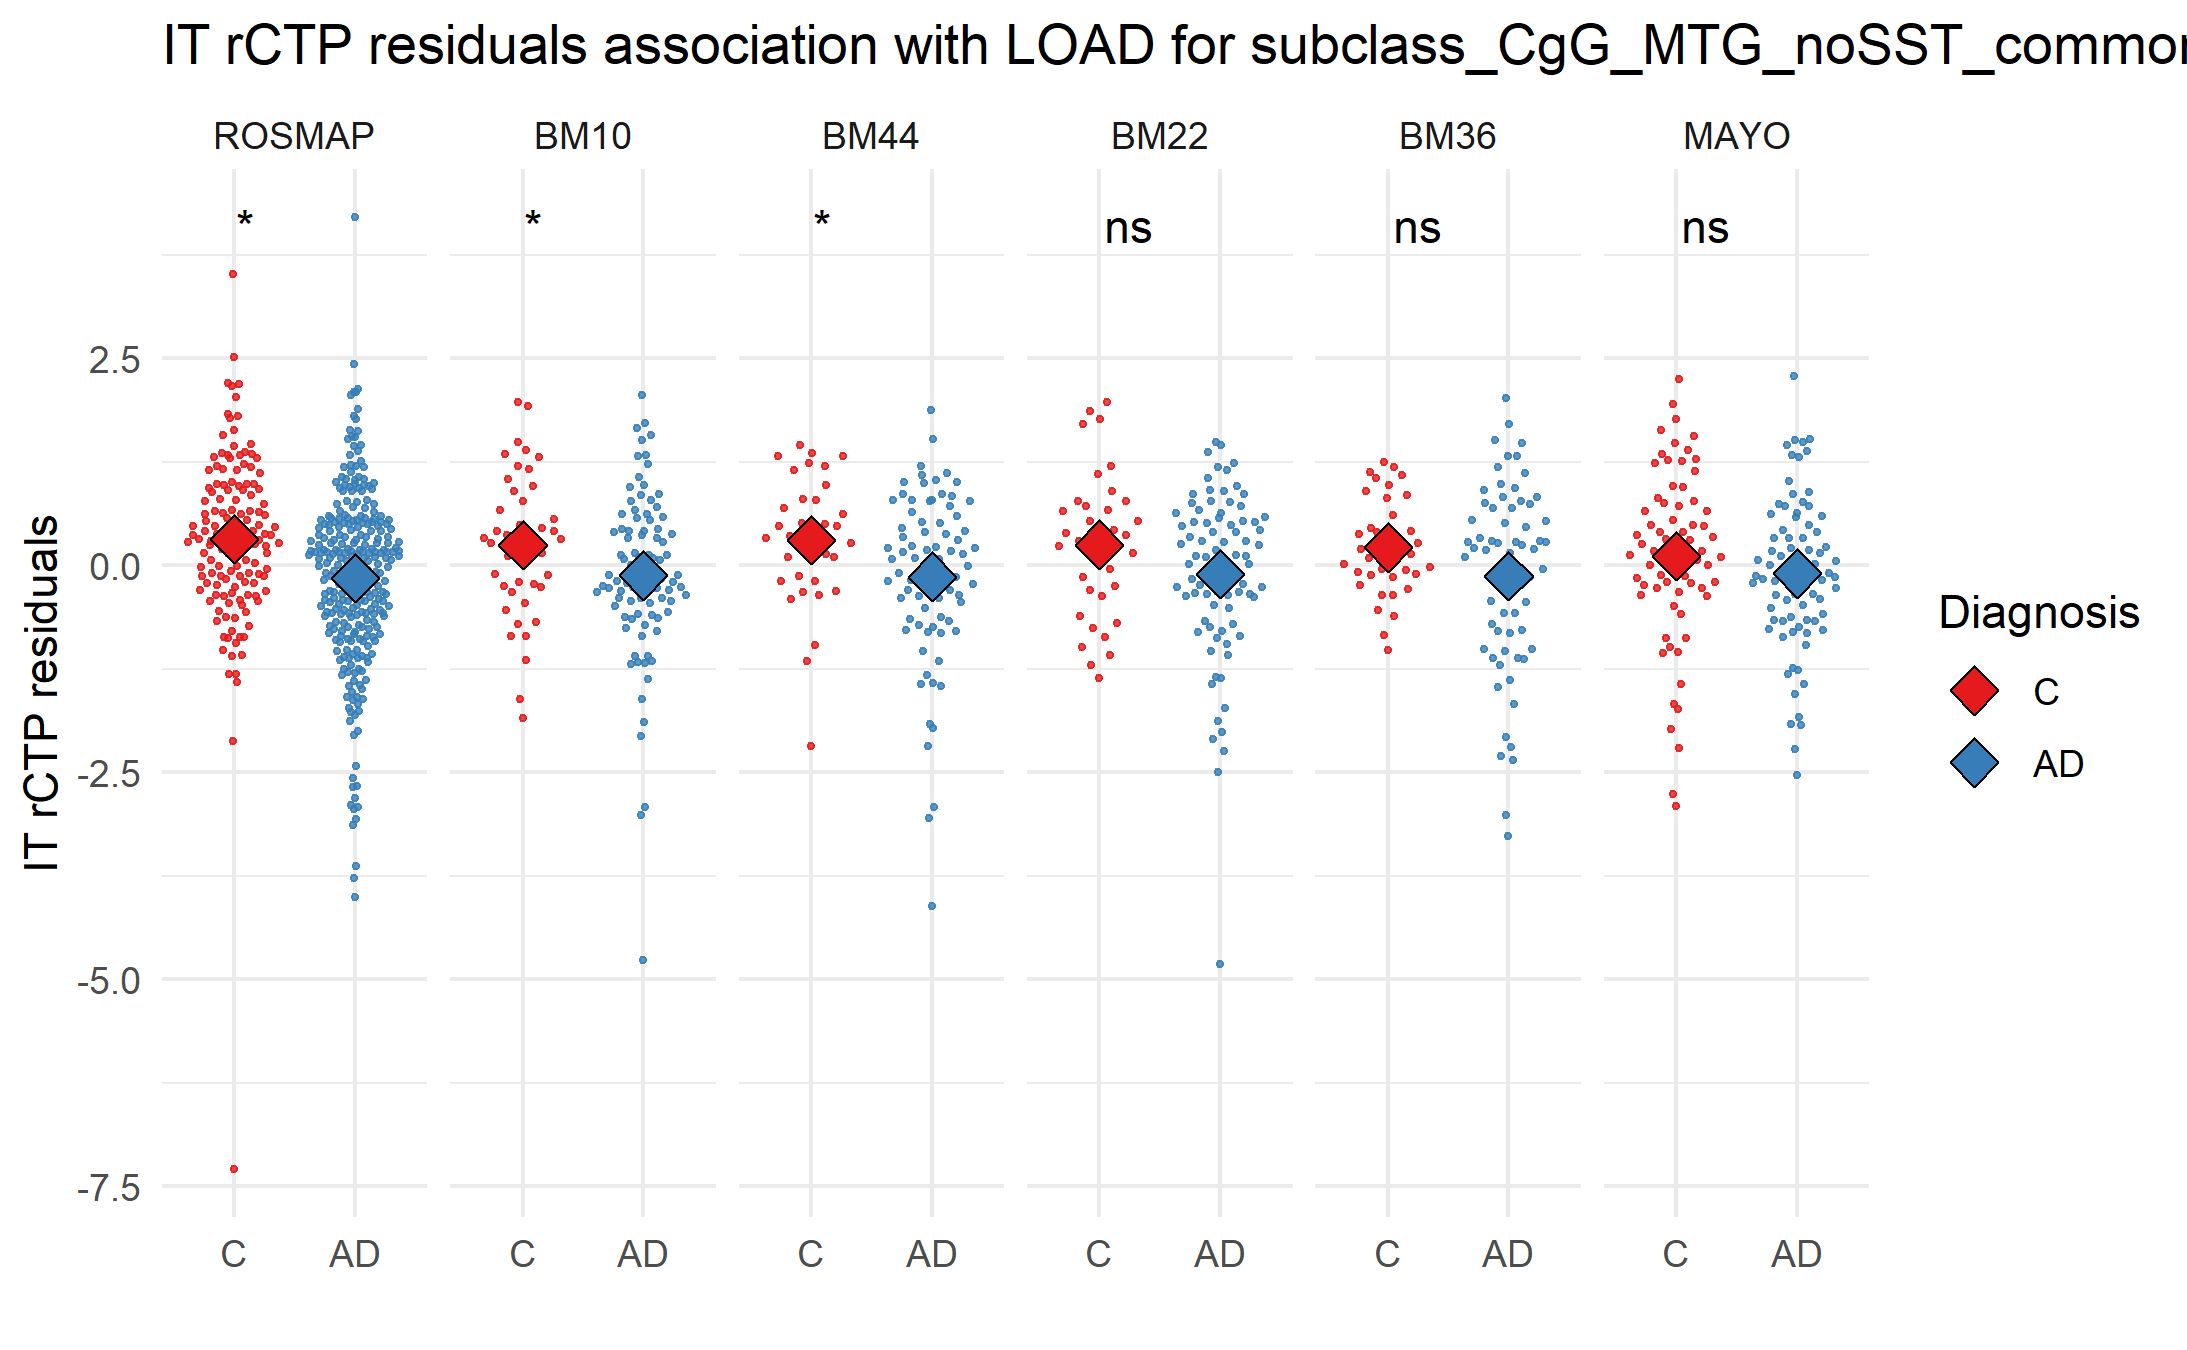 IT rCTP residuals association with LOAD for subclass_CgG_MTG_noSST_common
ROSMAP BM10 BM44 BM22 BM36 MAYO
* * * ns ns ns
2.5
0.0
-2.5
-5.0
-7.5
IT rCTP residuals
C AD C AD C AD C AD C AD C AD
Diagnosis
C
AD